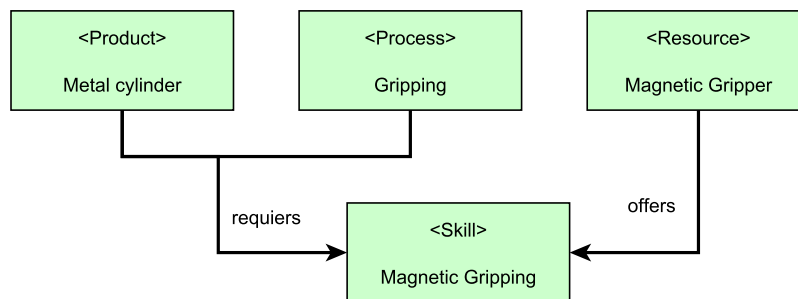 <Product>
Metal cylinder
<Process>
Gripping
<Resource>
Magnetic Gripper
requiers
offers
<Skill>
Magnetic Gripping